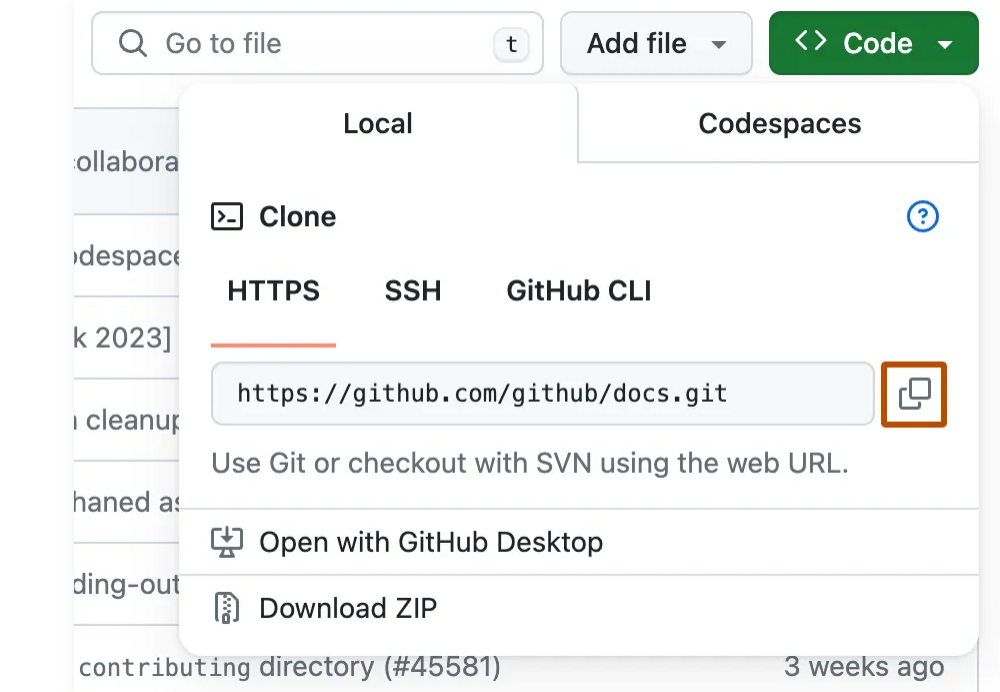 Go to file t Add file Code
Local Codespaces
Clone
HTTPS SSH GitHub CLI
https://github.com/github/docs.git
Use Git or checkout with SVN using the web URL.
Open with GitHub Desktop
Download ZIP
k 2023]
cleanup
contributing directory (#45581) 3 weeks ago